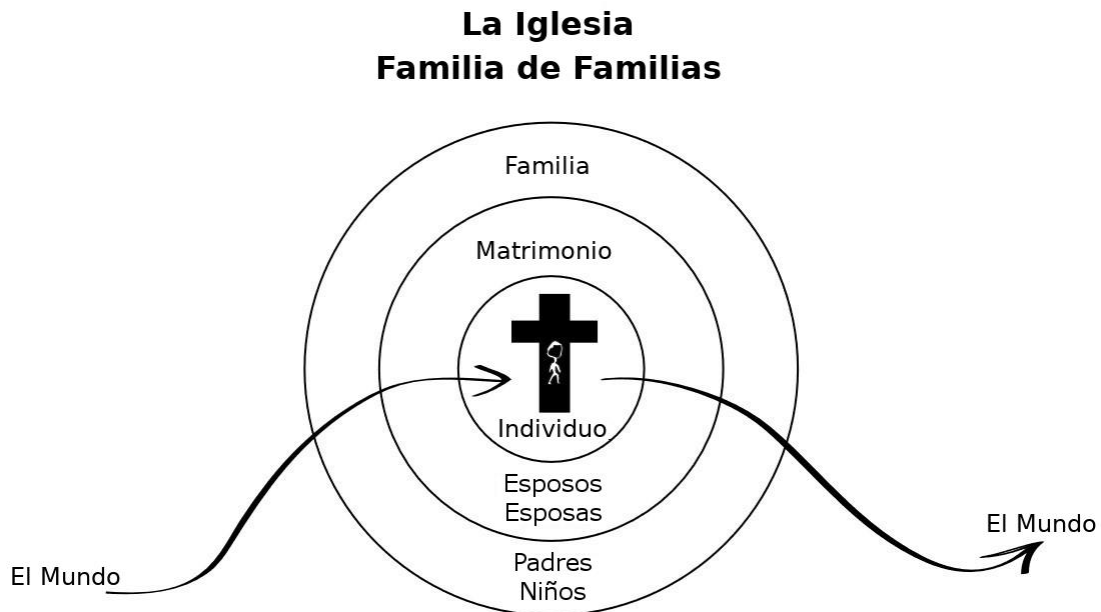 La Iglesia
Familia de Familias
Familia
Matrimonio
Individuo
Esposos
Esposas
Padres
Niños
El Mundo
El Mundo